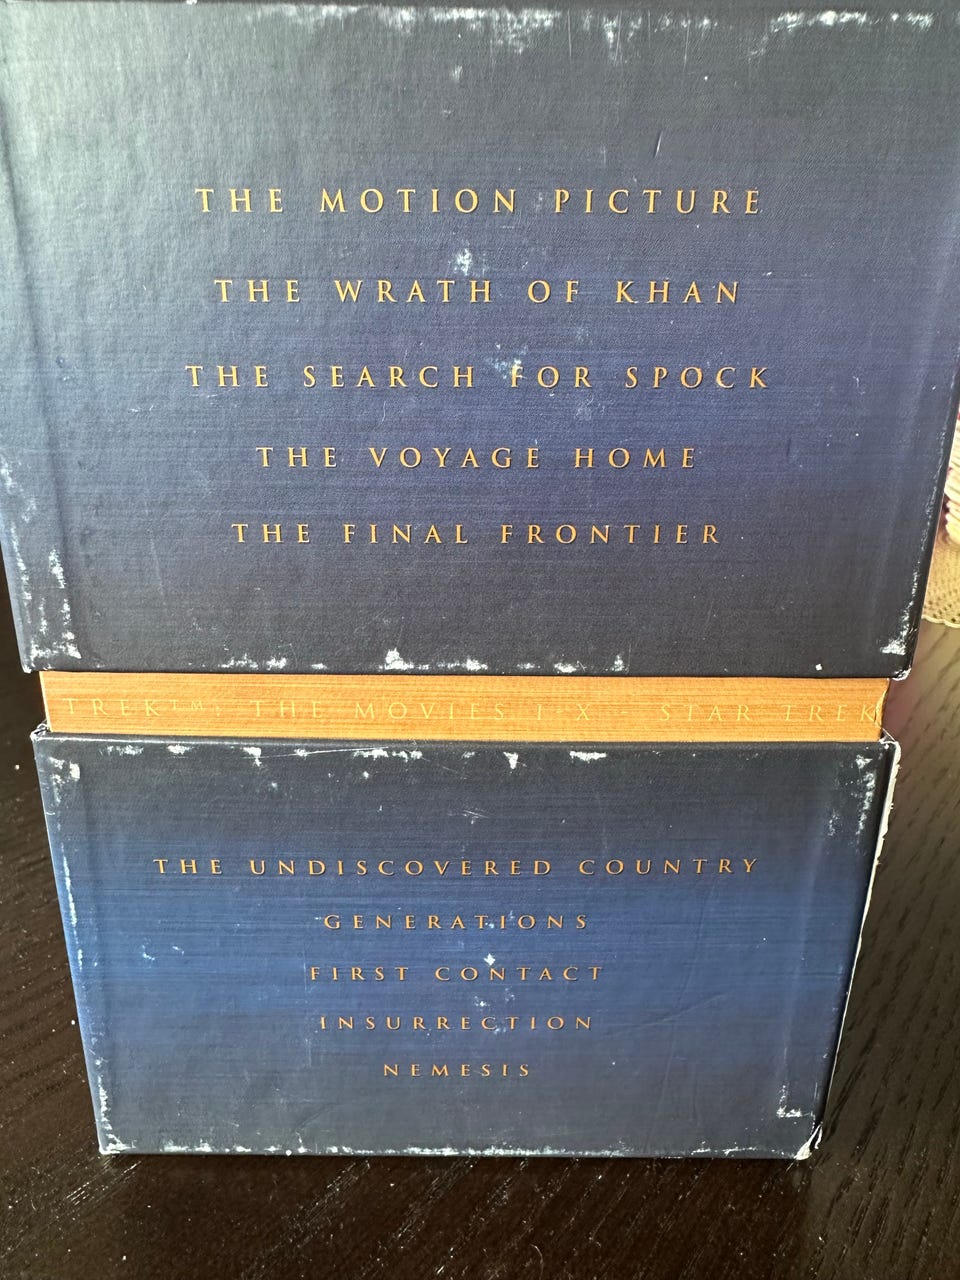 THE MOTION PICTURE
THE WRATH OF KHAN
THE SEARCH FOR SPOCK
THE VOYAGE HOME
THE FINAL FRONTIER
TREK™: THE MOVIES I-X - STAR TREK
THE UNDISCOVERED COUNTRY
GENERATIONS
FIRST CONTACT
INSURRECTION
NEMESIS